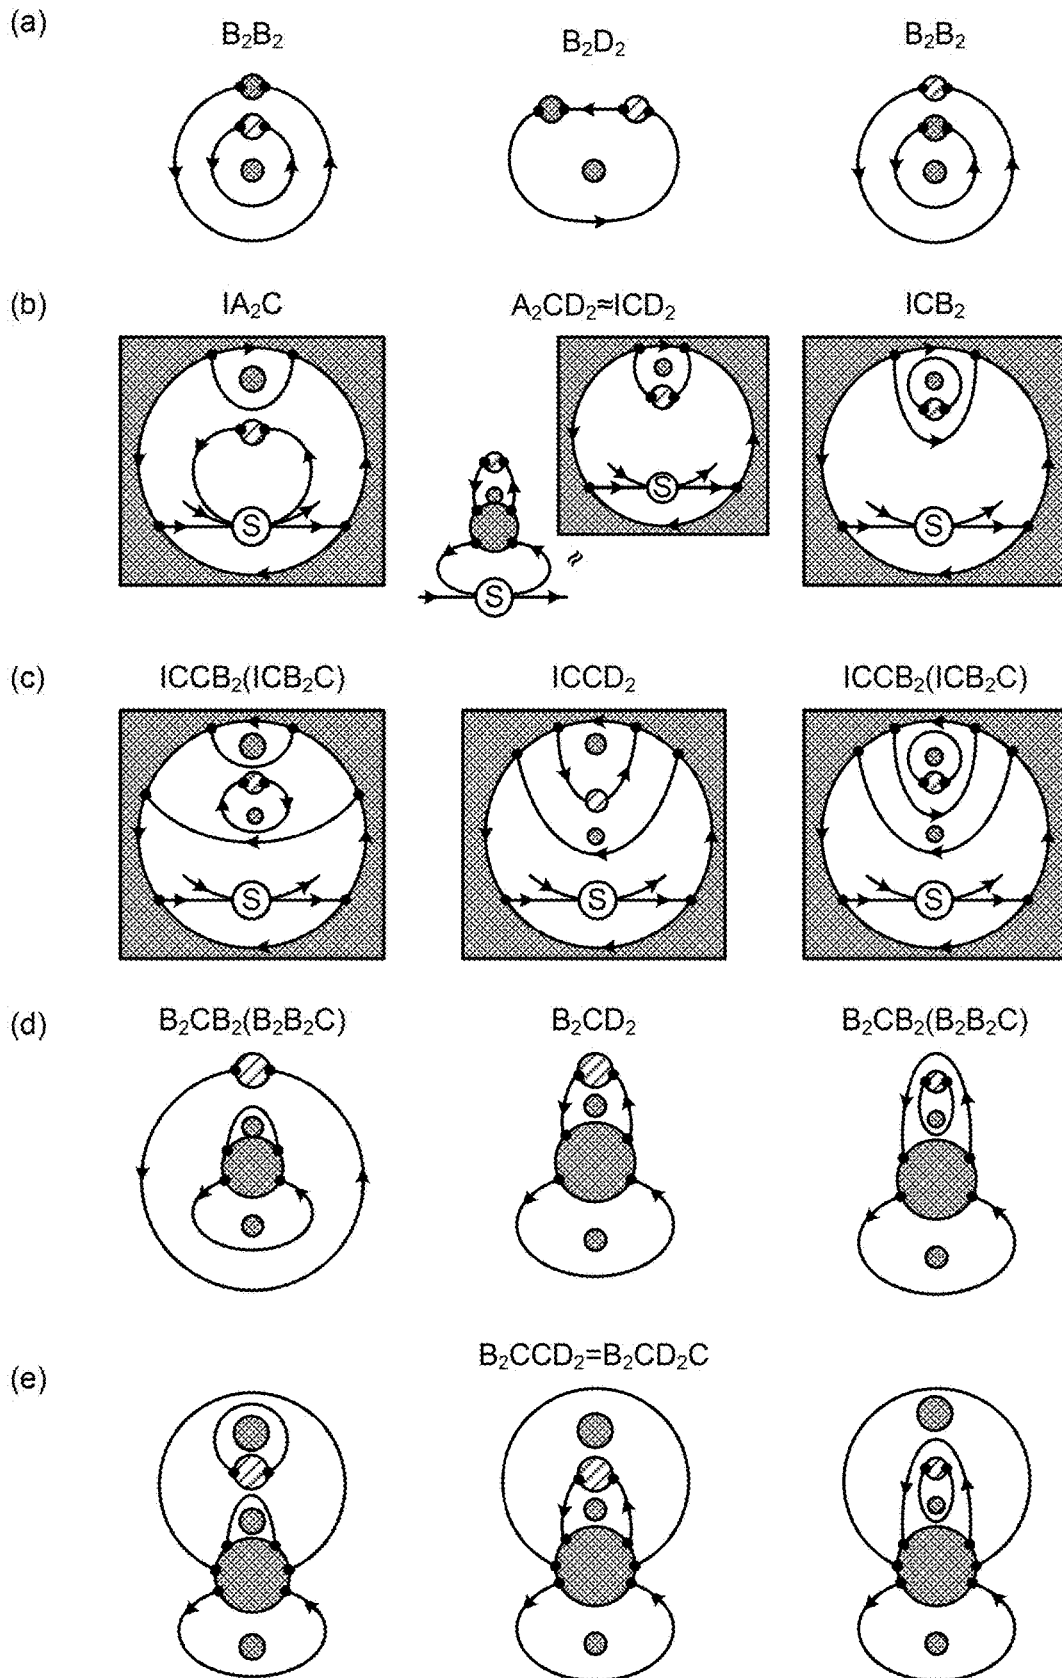 (a)
B₂B₂
B₂D₂
B₂B₂
(b)
IA₂C
A₂CD₂≈ICD₂
ICB₂
S
S
≈
S
S
(c)
ICCB₂(ICB₂C)
ICCD₂
ICCB₂(ICB₂C)
S
S
S
(d)
B₂CB₂(B₂B₂C)
B₂CD₂
B₂CB₂(B₂B₂C)
(e)
B₂CCD₂=B₂CD₂C